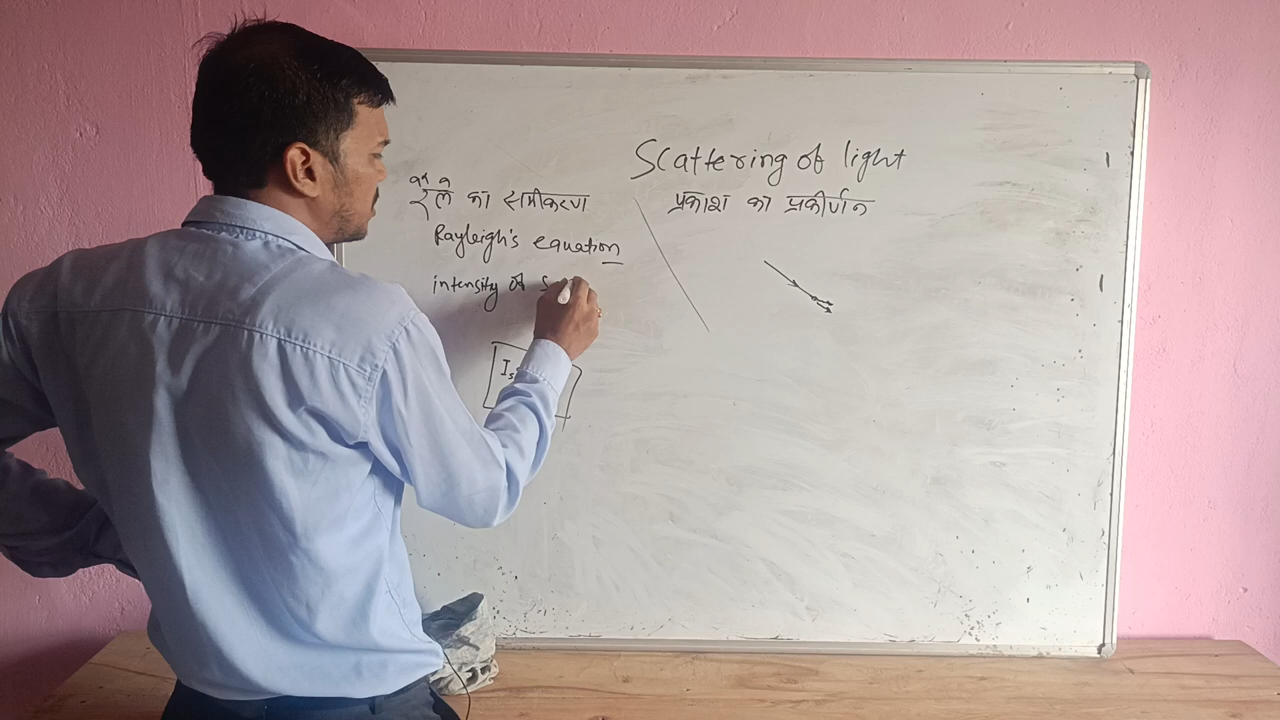 Scattering of light
प्रकाश का प्रकीर्णन
का समीकरण
Rayleigh's equation
intensity of
I